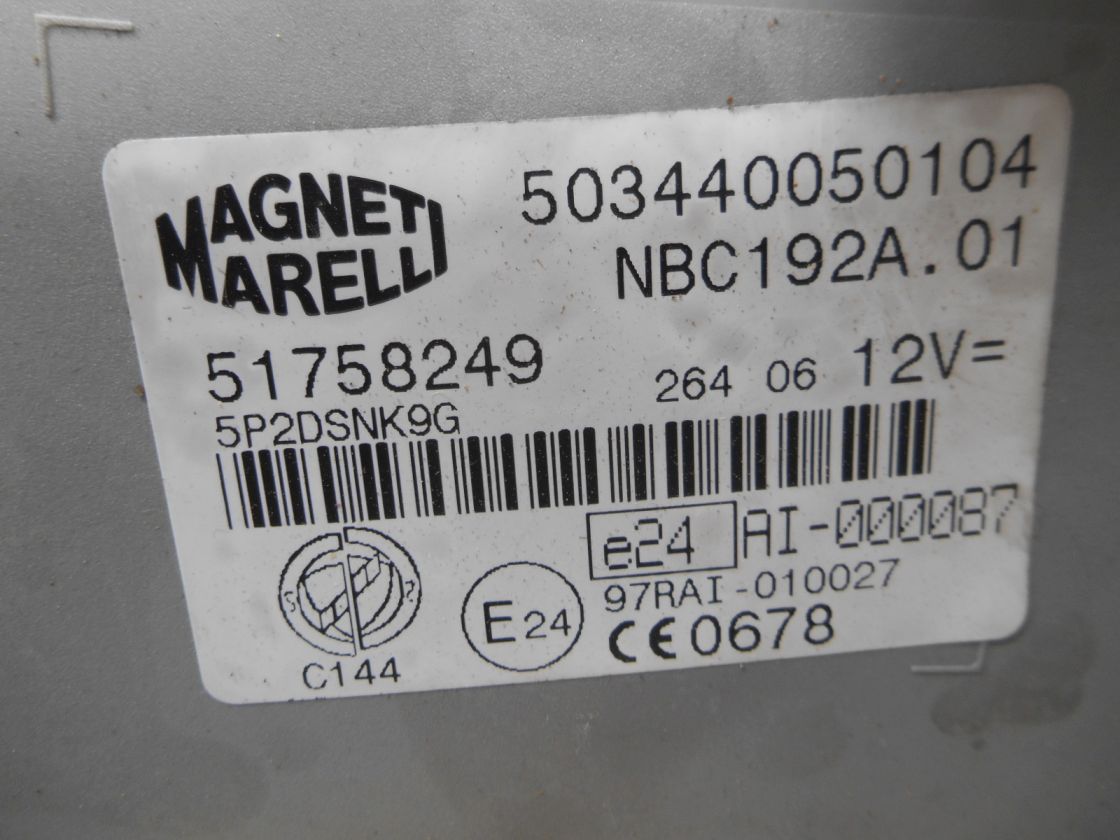 MAGNETI
MARELLI
503440050104
NBC192A.01
51758249
264 06 12V=
5P2DSNK9G
e24 AI-000087
97RAI-010027
E24
CE0678
C144